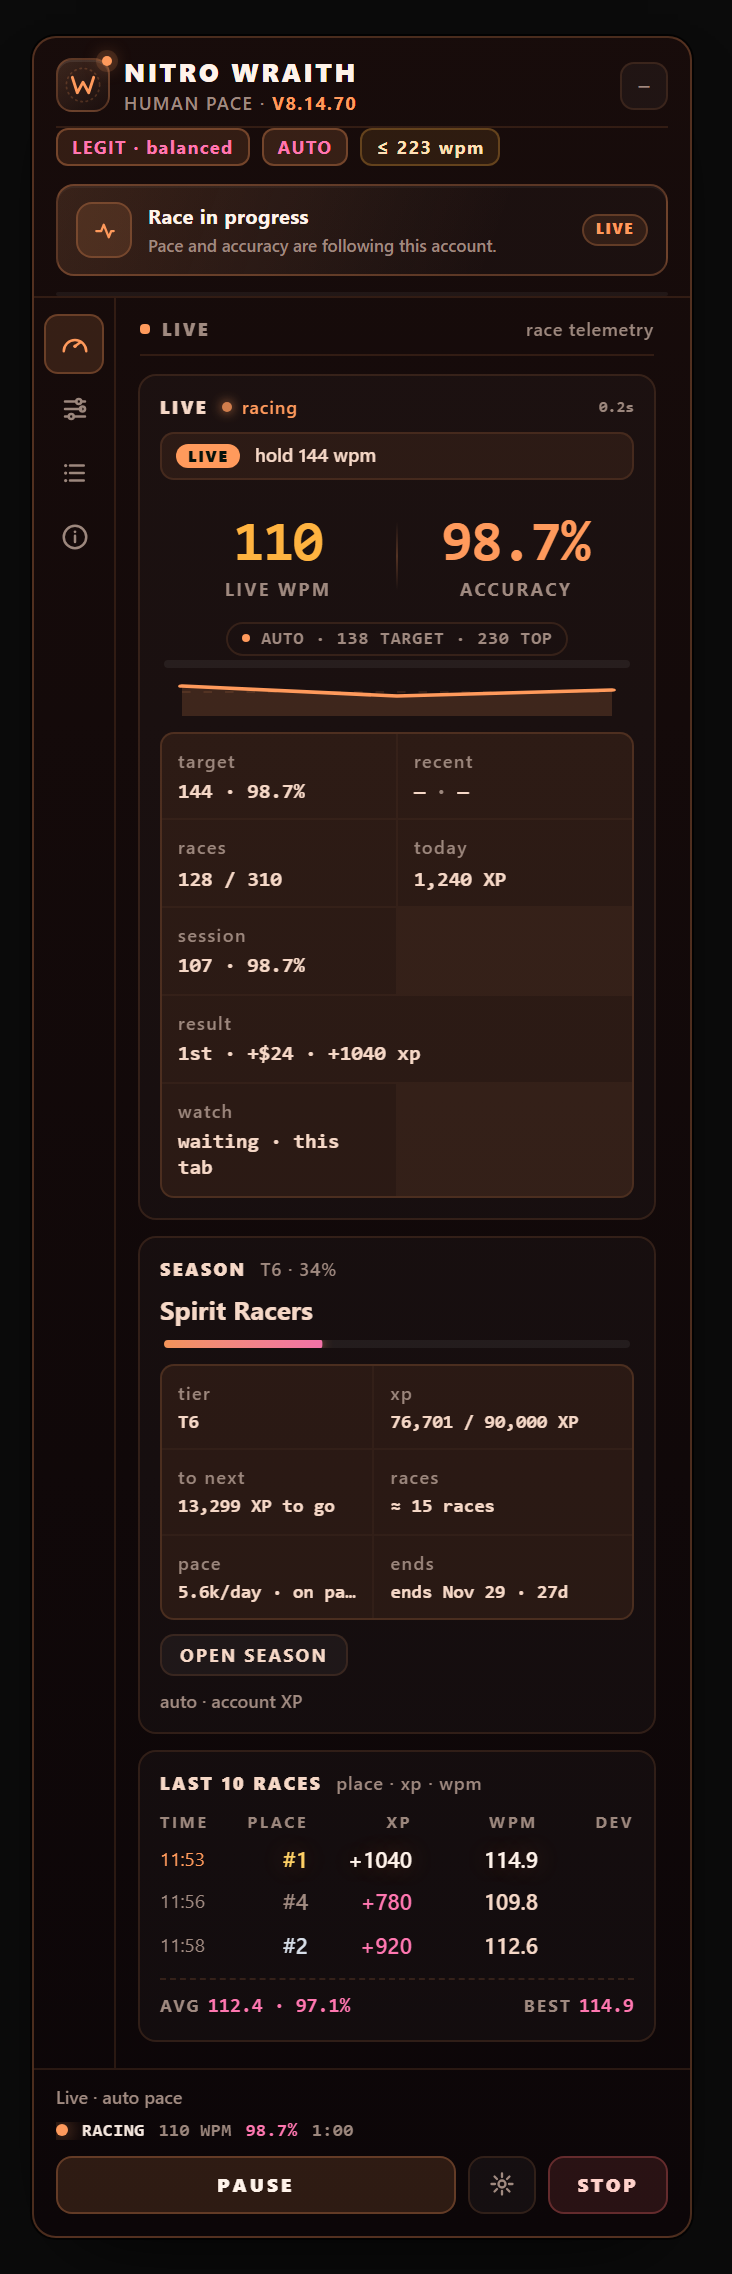 W
NITRO WRAITH
HUMAN PACE · V8.14.70
–
LEGIT · balanced
AUTO
≤ 223 wpm
Race in progress
Pace and accuracy are following this account.
LIVE
LIVE
race telemetry
LIVE racing
0.2s
LIVE hold 144 wpm
110
98.7%
LIVE WPM
ACCURACY
AUTO · 138 TARGET · 230 TOP
target
recent
144 · 98.7%
— · —
races
today
128 / 310
1,240 XP
session
107 · 98.7%
result
1st · +$24 · +1040 xp
watch
waiting · this
tab
SEASON T6 · 34%
Spirit Racers
tier
xp
T6
76,701 / 90,000 XP
to next
races
13,299 XP to go
≈ 15 races
pace
ends
5.6k/day · on pa…
ends Nov 29 · 27d
OPEN SEASON
auto · account XP
LAST 10 RACES place · xp · wpm
TIME PLACE XP WPM DEV
11:53 #1 +1040 114.9
11:56 #4 +780 109.8
11:58 #2 +920 112.6
AVG 112.4 · 97.1%
BEST 114.9
Live · auto pace
RACING 110 WPM 98.7% 1:00
PAUSE
STOP